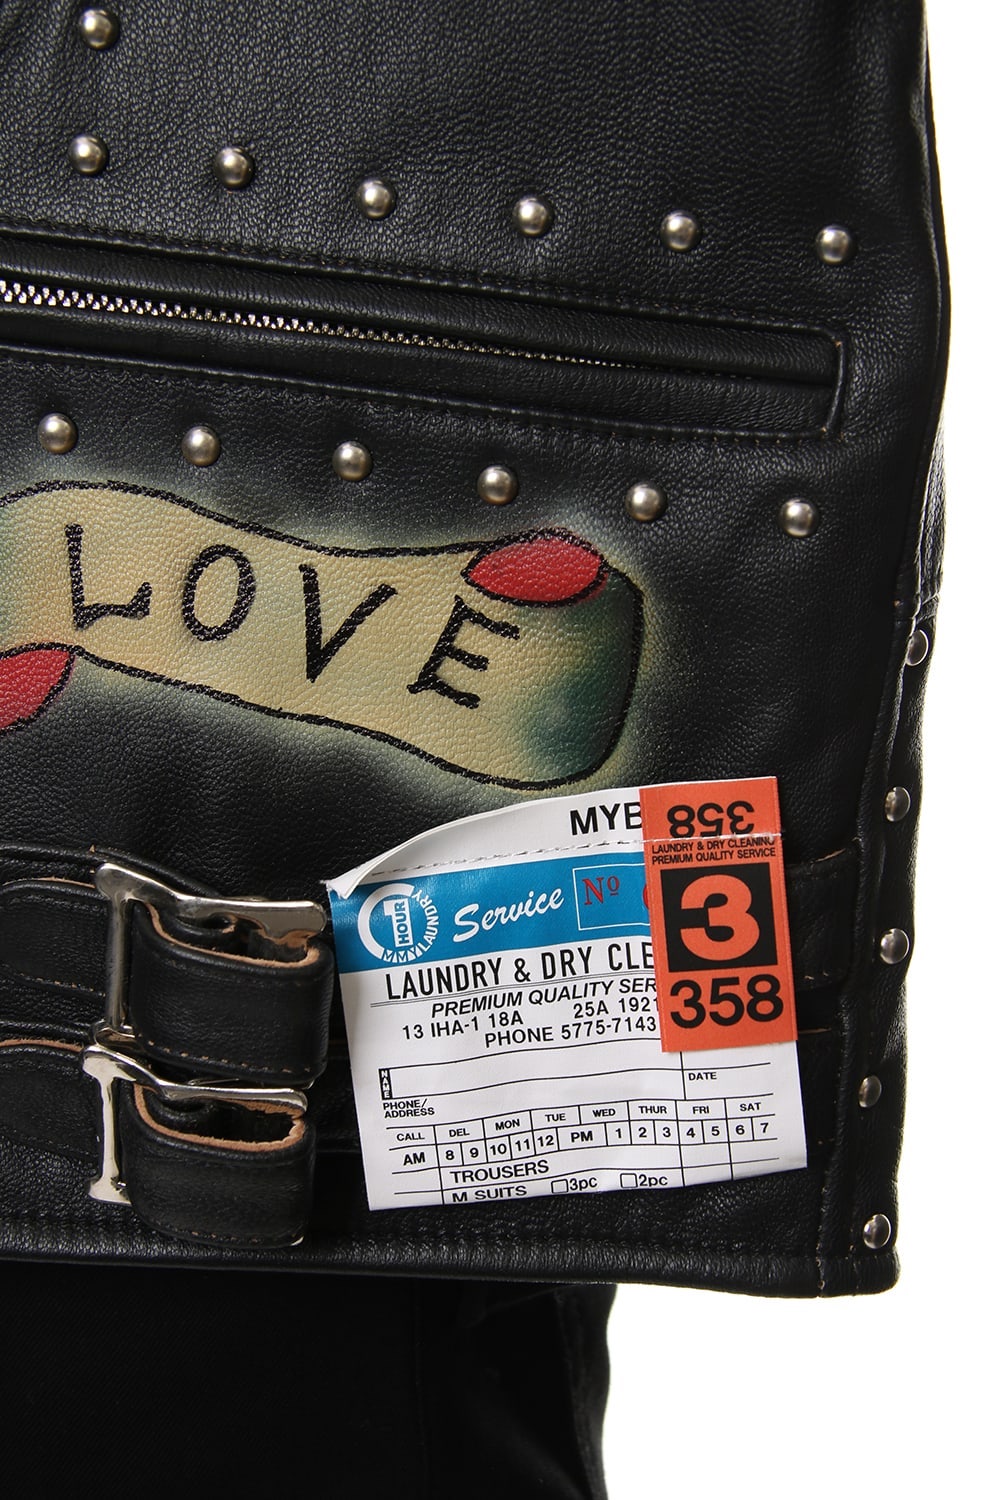 LOVE
MYB
358
LAUNDRY & DRY CLEANING
PREMIUM QUALITY SERVICE
3
358
1 HOUR
MMY LAUNDRY
Service Nº
LAUNDRY & DRY CLE
PREMIUM QUALITY SER
13 IHA-1 18A 25A 1921
PHONE 5775-7143
NAME
DATE
PHONE/
ADDRESS
CALL DEL MON TUE WED THUR FRI SAT
AM 8 9 10 11 12 PM 1 2 3 4 5 6 7
TROUSERS
M SUITS 3pc 2pc